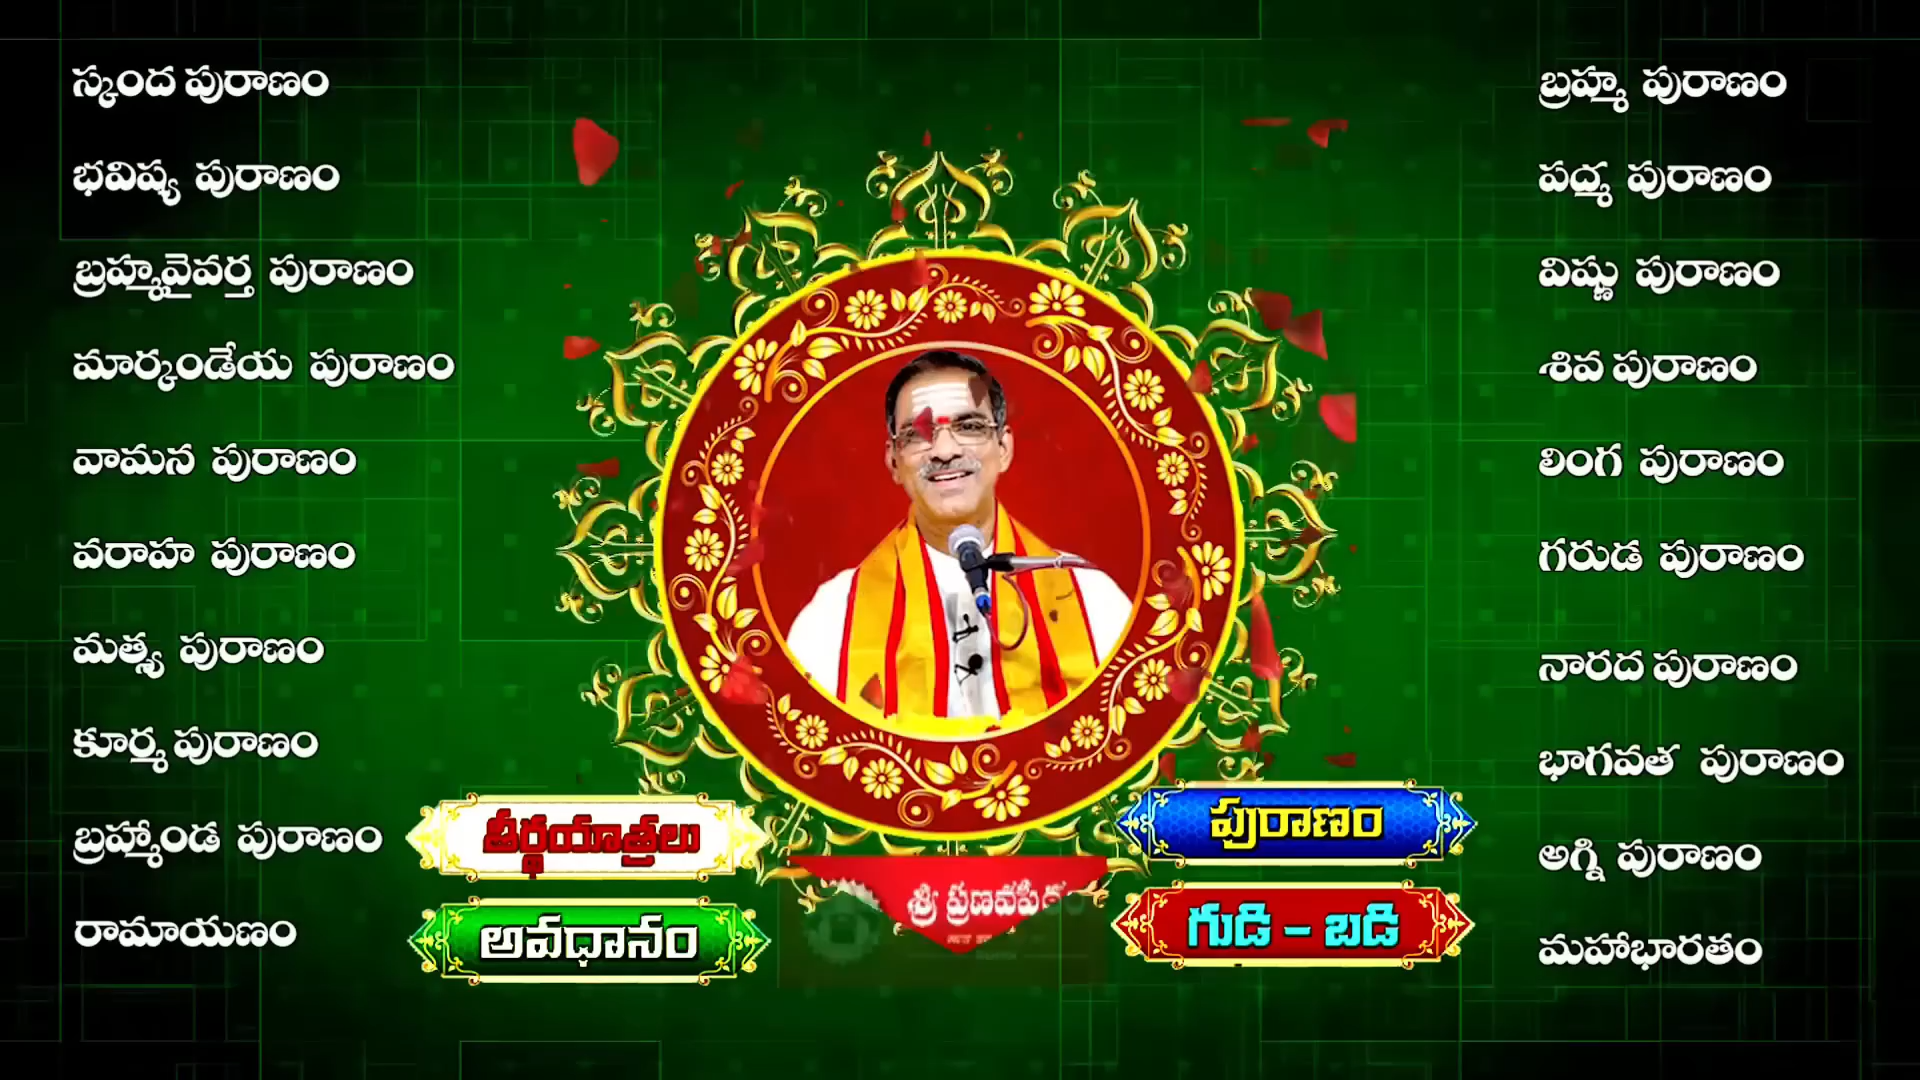 స్కంద పురాణం
భవిష్య పురాణం
బ్రహ్మవైవర్త పురాణం
మార్కండేయ పురాణం
వామన పురాణం
వరాహ పురాణం
మత్స్య పురాణం
కూర్మ పురాణం
బ్రహ్మాండ పురాణం
రామాయణం
బ్రహ్మ పురాణం
పద్మ పురాణం
విష్ణు పురాణం
శివ పురాణం
లింగ పురాణం
గరుడ పురాణం
నారద పురాణం
భాగవత పురాణం
అగ్ని పురాణం
మహాభారతం
తీర్థయాత్రలు
అవధానం
పురాణం
గుడి – బడి
శ్రీ ప్రణవపీఠం